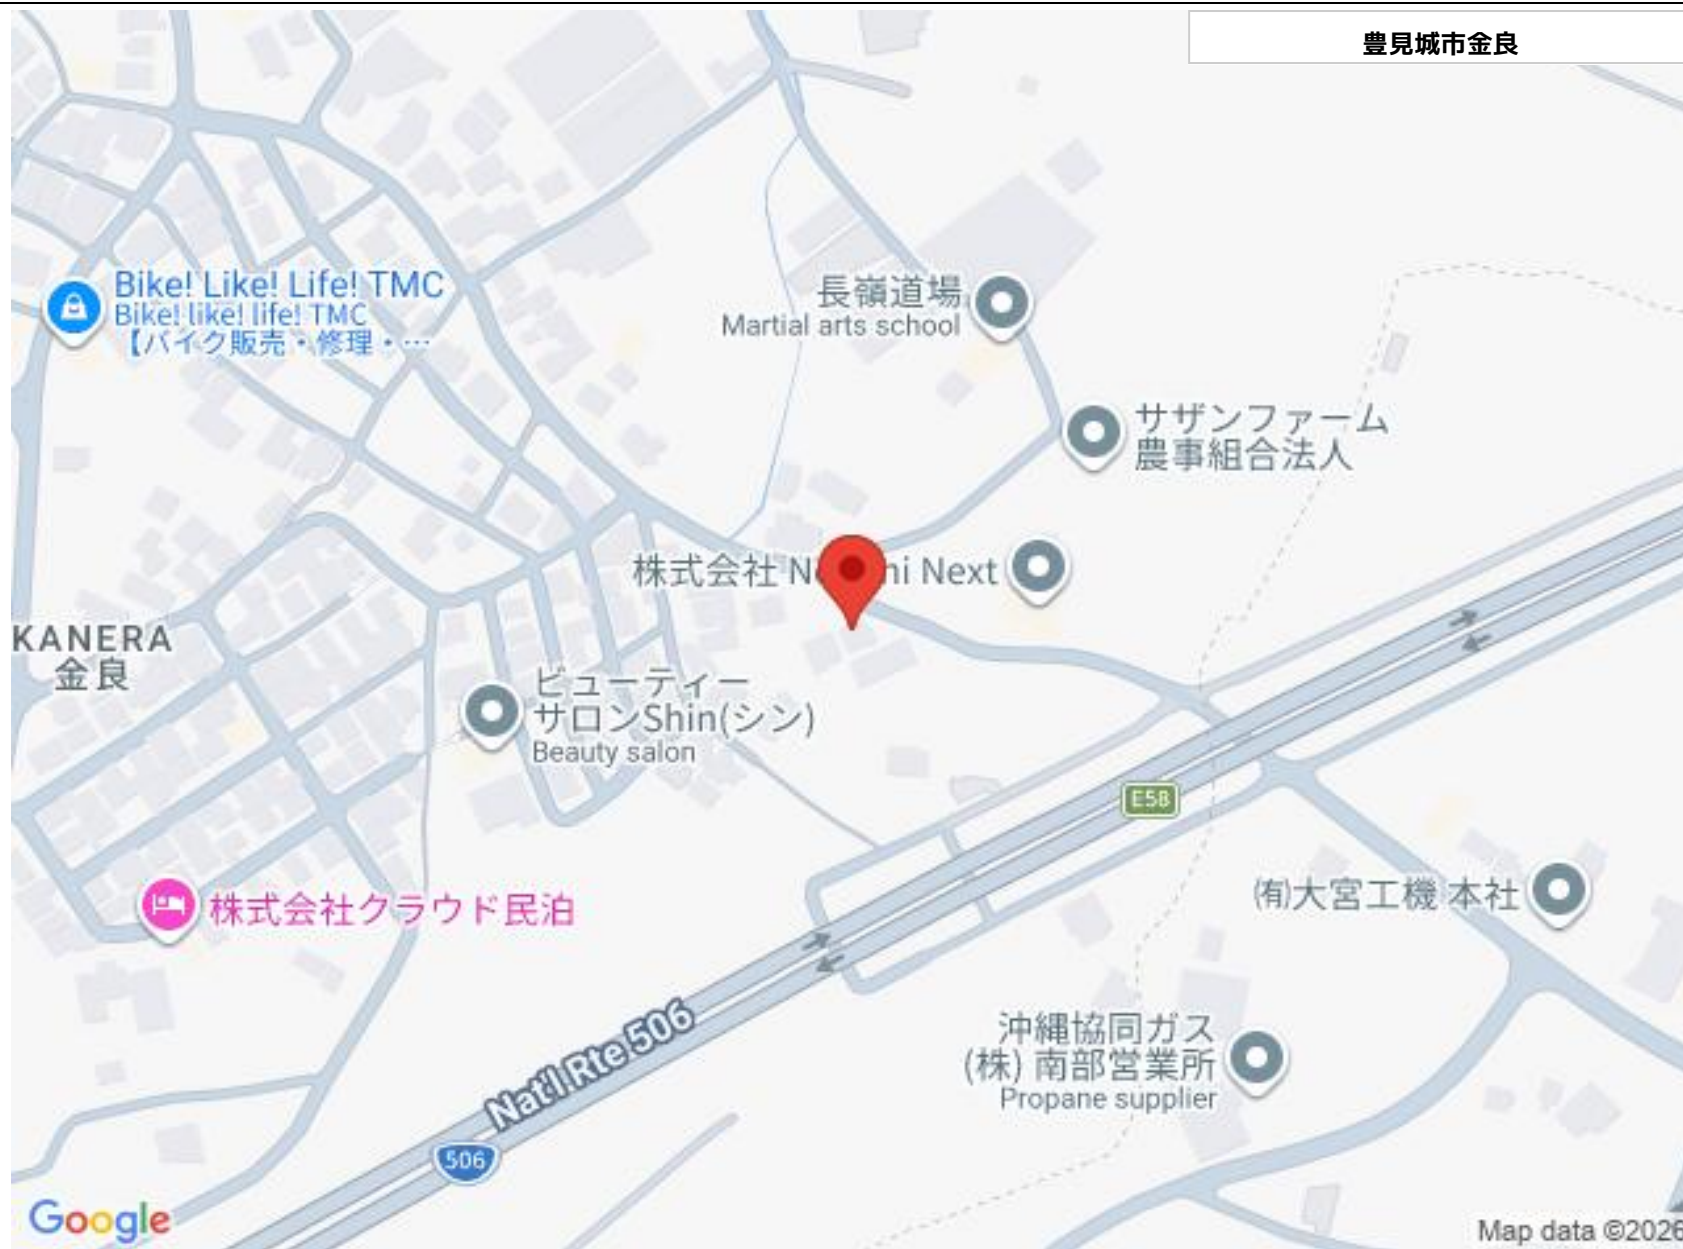 豊見城市金良
Bike! Like! Life! TMC
Bike! like! life! TMC
【バイク販売・修理・…
長嶺道場
Martial arts school
サザンファーム
農事組合法人
株式会社 N hi Next
KANERA
金良
ビューティー
サロンShin(シン)
Beauty salon
E58
株式会社クラウド民泊
㈲大宮工機 本社
沖縄協同ガス
(株) 南部営業所
Propane supplier
Nat'l Rte 506
506
Google
Map data ©2026